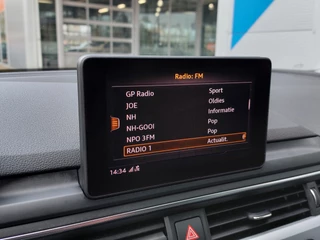 Radio: FM
GP Radio Sport
JOE Oldies
NH Informatie
NH-GOOI Pop
NPO 3FM Pop
RADIO 1 Actualit.
14:34